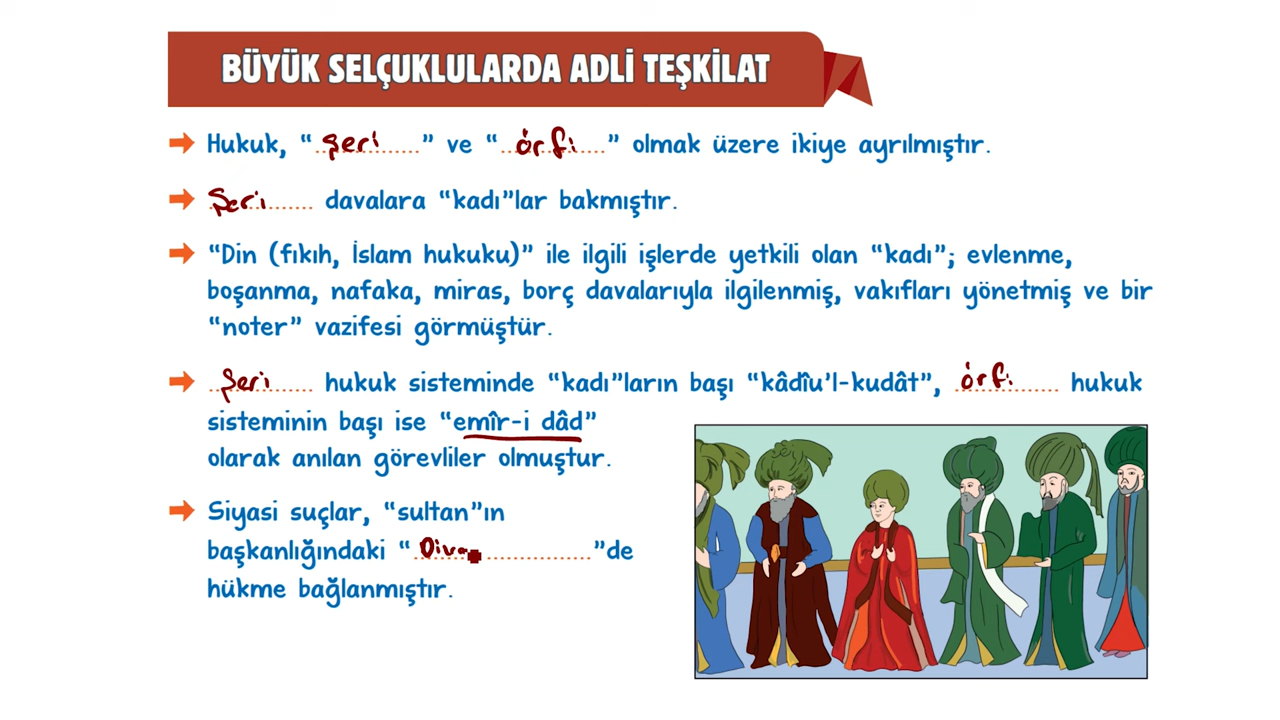 BÜYÜK SELÇUKLULARDA ADLİ TEŞKİLAT
Hukuk, “şeri” ve “örfi” olmak üzere ikiye ayrılmıştır.
Şer'i davalara “kadı”lar bakmıştır.
“Din (fıkıh, İslam hukuku)” ile ilgili işlerde yetkili olan “kadı”; evlenme,
boşanma, nafaka, miras, borç davalarıyla ilgilenmiş, vakıfları yönetmiş ve bir
“noter” vazifesi görmüştür.
Şer'i hukuk sisteminde “kadı”ların başı “kâdîu’l-kudât”, örfi hukuk
sisteminin başı ise “emîr-i dâd”
olarak anılan görevliler olmuştur.
Siyasi suçlar, “sultan”ın
başkanlığındaki “Diva”de
hükme bağlanmıştır.